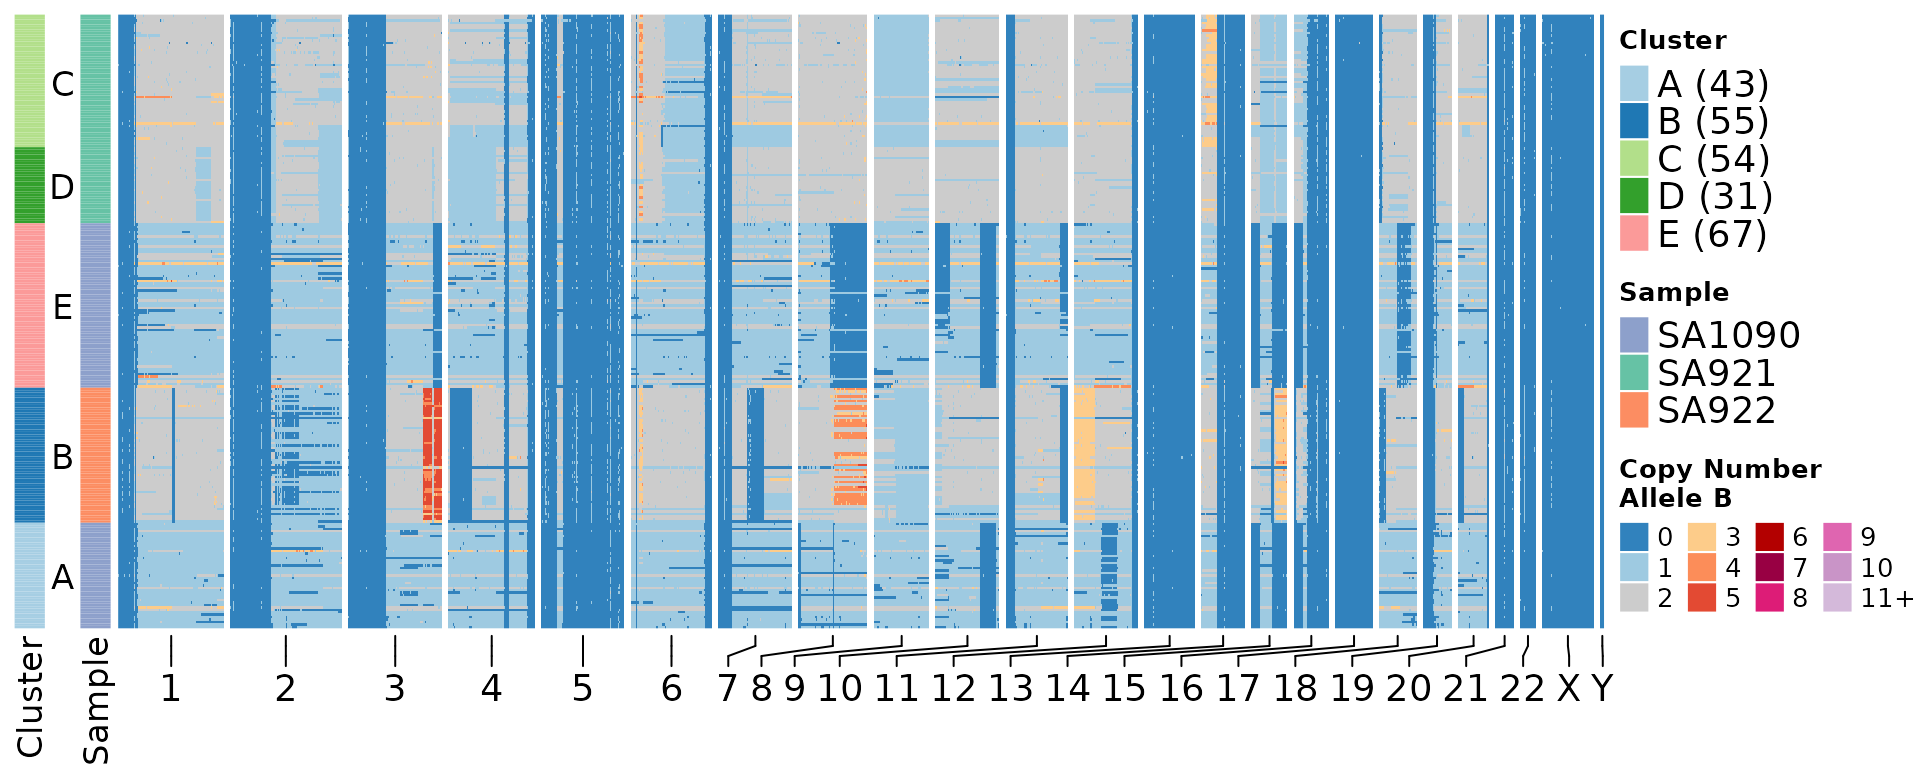 C
D
E
B
A
Cluster
Sample
1 2 3 4 5 6 7 8 9 10 11 12 13 14 15 16 17 18 19 20 21 22 X Y
Cluster
A (43)
B (55)
C (54)
D (31)
E (67)
Sample
SA1090
SA921
SA922
Copy Number
Allele B
0 3 6 9
1 4 7 10
2 5 8 11+